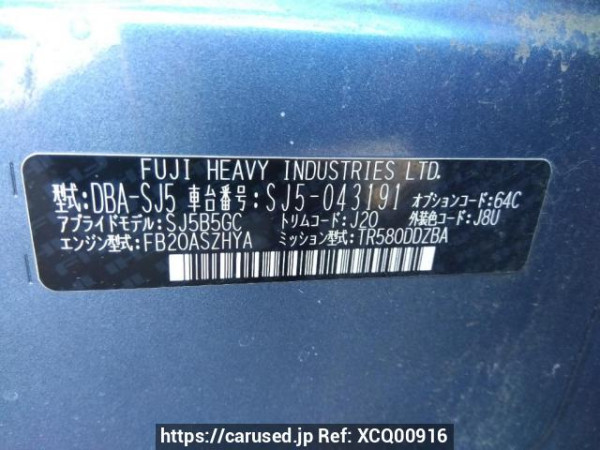 FUJI HEAVY INDUSTRIES LTD.
型式:DBA-SJ5 車台番号:SJ5-043191 オプションコード:64C
アプライドモデル:SJ5B5GC トリムコード:J20 外装色コード:J8U
エンジン型式:FB20ASZHYA ミッション型式:TR580DDZBA
https://carused.jp Ref: XCQ00916